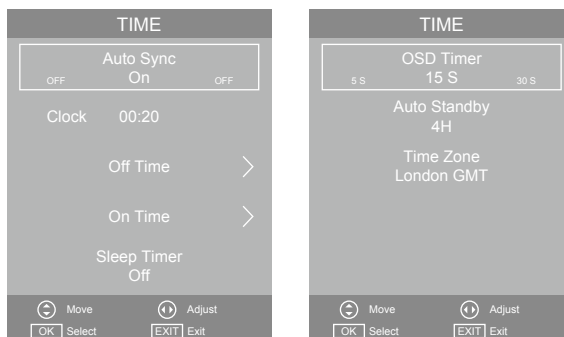 TIME
Auto Sync
OFF On OFF
Clock 00:20
Off Time
On Time
Sleep Timer
Off
Move Adjust
OK Select EXIT Exit
TIME
OSD Timer
5 S 15 S 30 S
Auto Standby
4H
Time Zone
London GMT
Move Adjust
OK Select EXIT Exit